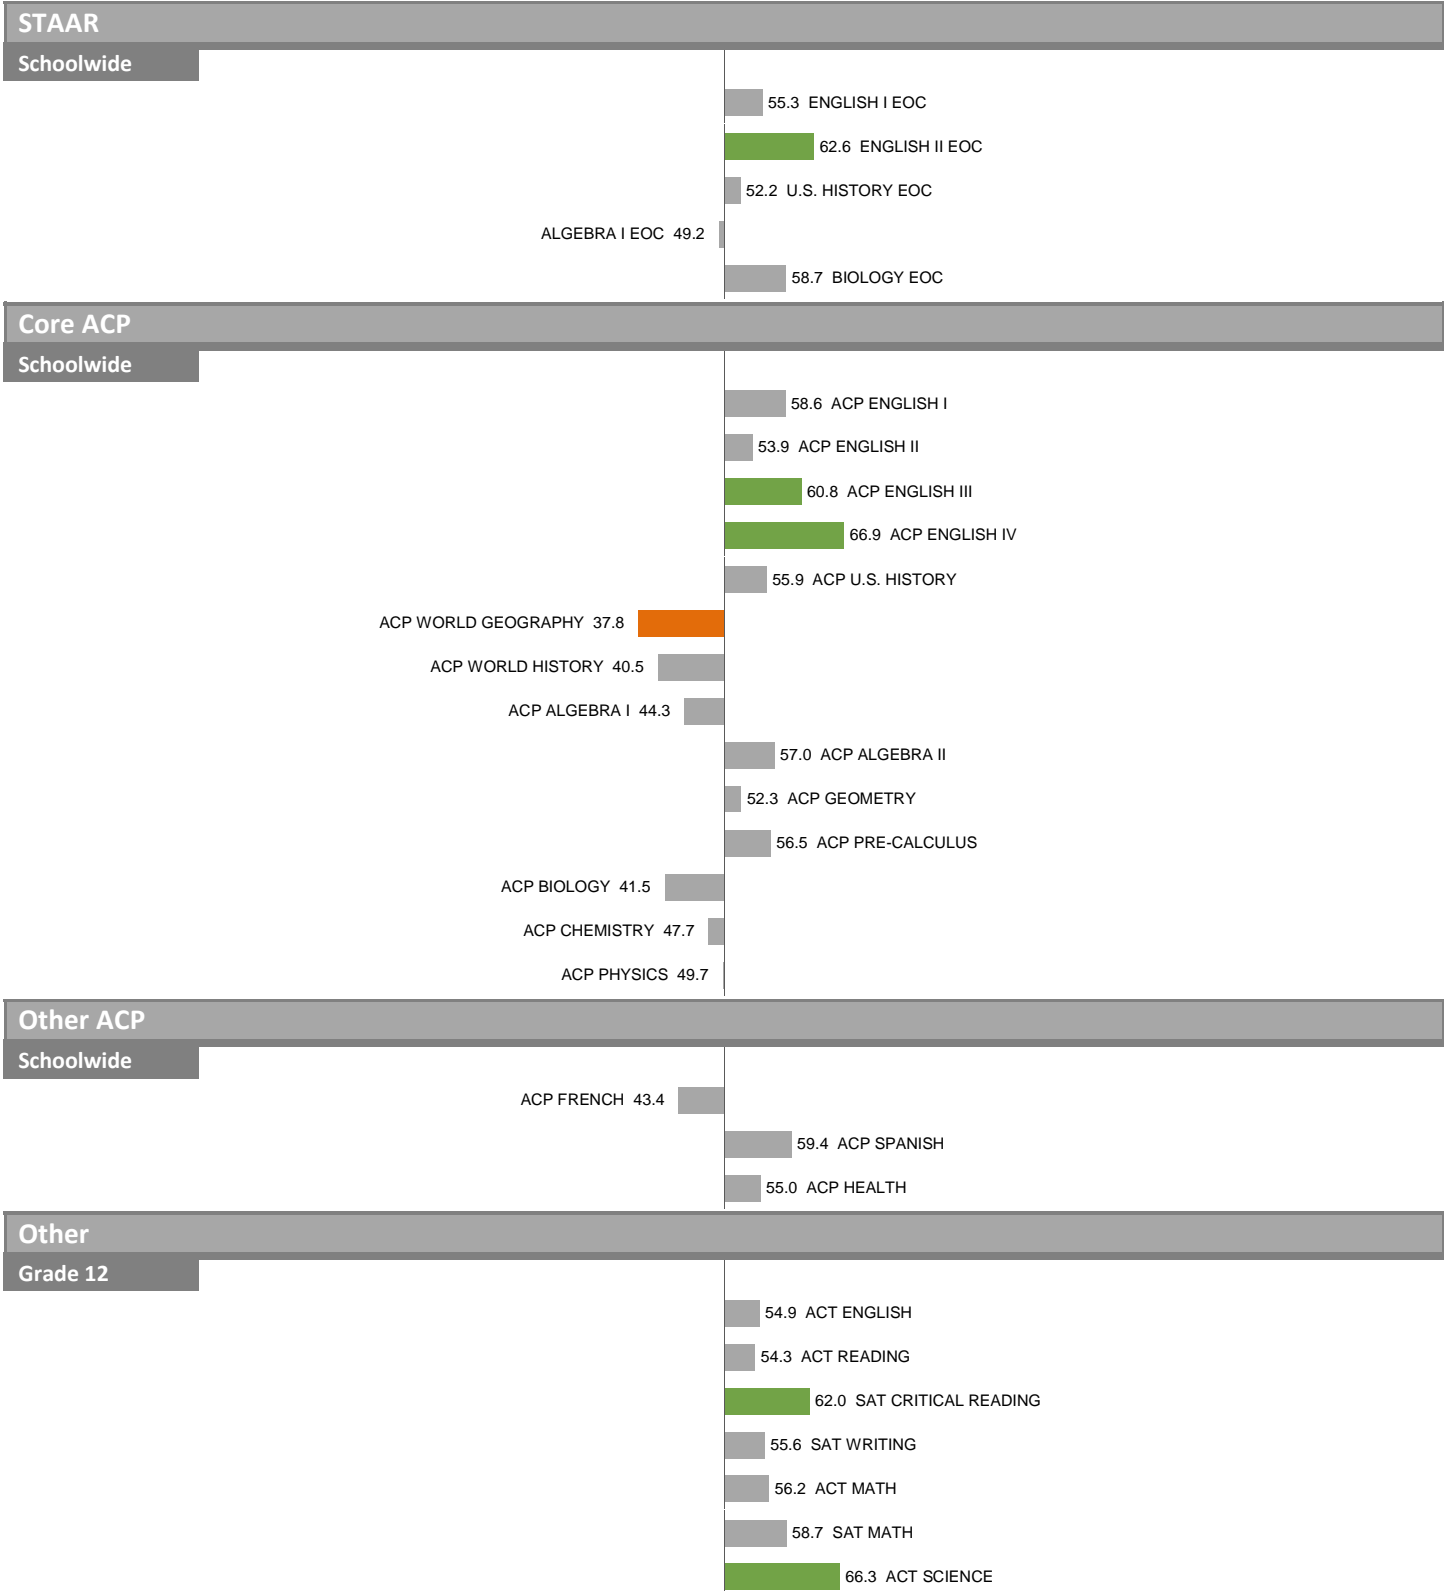 STAAR
Schoolwide
55.3 ENGLISH I EOC
62.6 ENGLISH II EOC
52.2 U.S. HISTORY EOC
ALGEBRA I EOC 49.2
58.7 BIOLOGY EOC
Core ACP
Schoolwide
58.6 ACP ENGLISH I
53.9 ACP ENGLISH II
60.8 ACP ENGLISH III
66.9 ACP ENGLISH IV
55.9 ACP U.S. HISTORY
ACP WORLD GEOGRAPHY 37.8
ACP WORLD HISTORY 40.5
ACP ALGEBRA I 44.3
57.0 ACP ALGEBRA II
52.3 ACP GEOMETRY
56.5 ACP PRE-CALCULUS
ACP BIOLOGY 41.5
ACP CHEMISTRY 47.7
ACP PHYSICS 49.7
Other ACP
Schoolwide
ACP FRENCH 43.4
59.4 ACP SPANISH
55.0 ACP HEALTH
Other
Grade 12
54.9 ACT ENGLISH
54.3 ACT READING
62.0 SAT CRITICAL READING
55.6 SAT WRITING
56.2 ACT MATH
58.7 SAT MATH
66.3 ACT SCIENCE